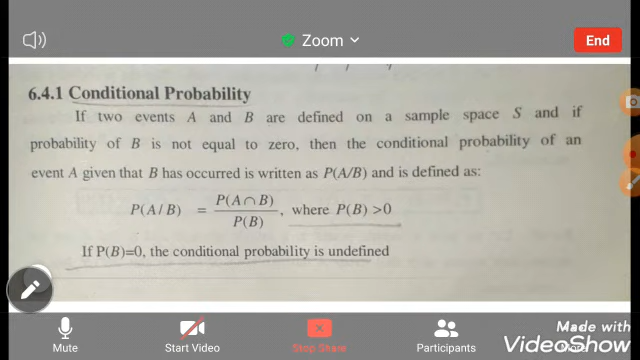 Zoom
End
6.4.1 Conditional Probability
If two events A and B are defined on a sample space S and if
probability of B is not equal to zero, then the conditional probability of an
event A given that B has occurred is written as P(A/B) and is defined as:
P(A/B) = P(A∩B) / P(B), where P(B) >0
If P(B)=0, the conditional probability is undefined
Made with
VideoShow
Mute
Start Video
Stop Share
Participants